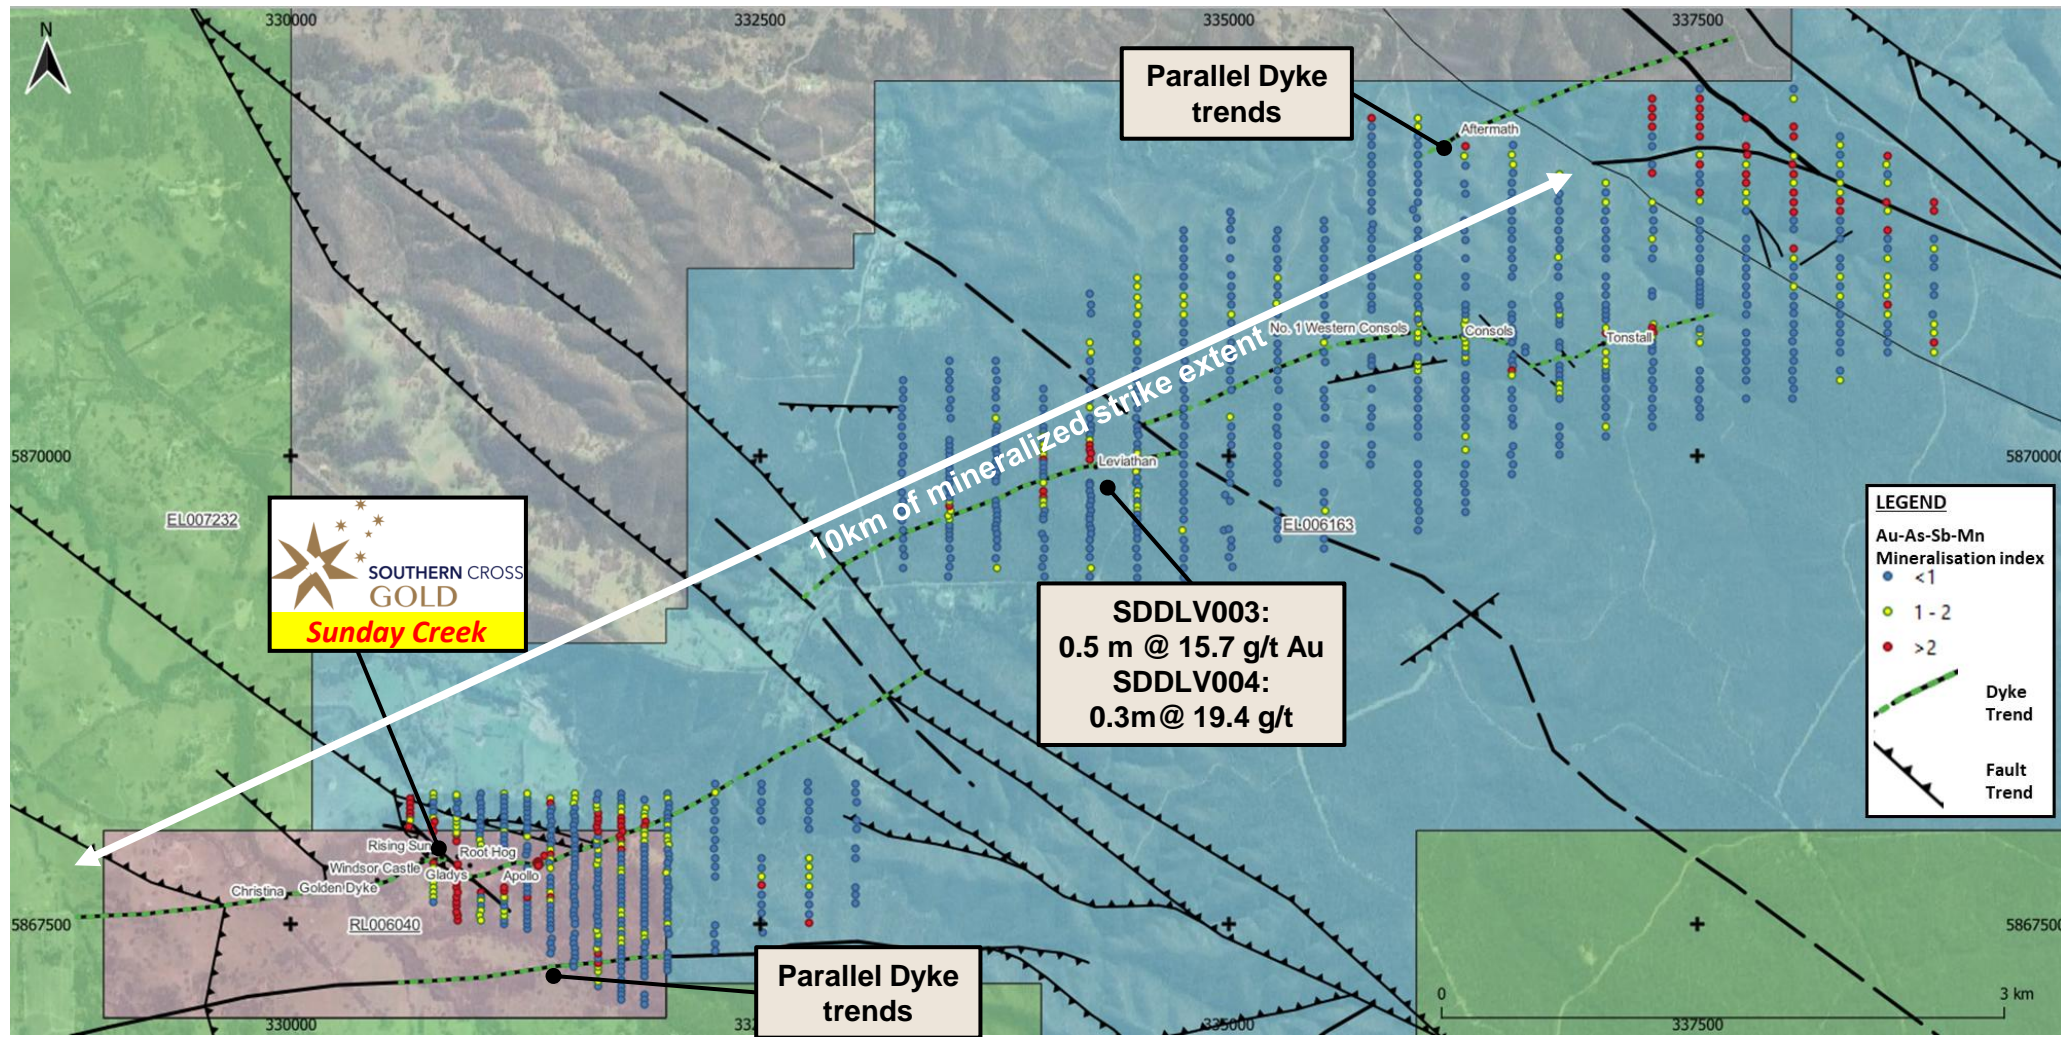 330000
332500
335000
337500
N
Parallel Dyke
trends
Aftermath
No. 1 Western Consols
Consols
Tonstall
10km of mineralized strike extent
5870000
Leviathan
587000
EL007232
EL006163
SOUTHERN CROSS
GOLD
Sunday Creek
SDDLV003:
0.5 m @ 15.7 g/t Au
SDDLV004:
0.3m@ 19.4 g/t
LEGEND
Au-As-Sb-Mn
Mineralisation index
<1
1 - 2
>2
Dyke
Trend
Fault
Trend
Rising Sun
Root Hog
Windsor Castle
Gladys
Apollo
Christina
Golden Dyke
5867500
RL006040
586750
Parallel Dyke
trends
0
3 km
330000
33
335000
337500